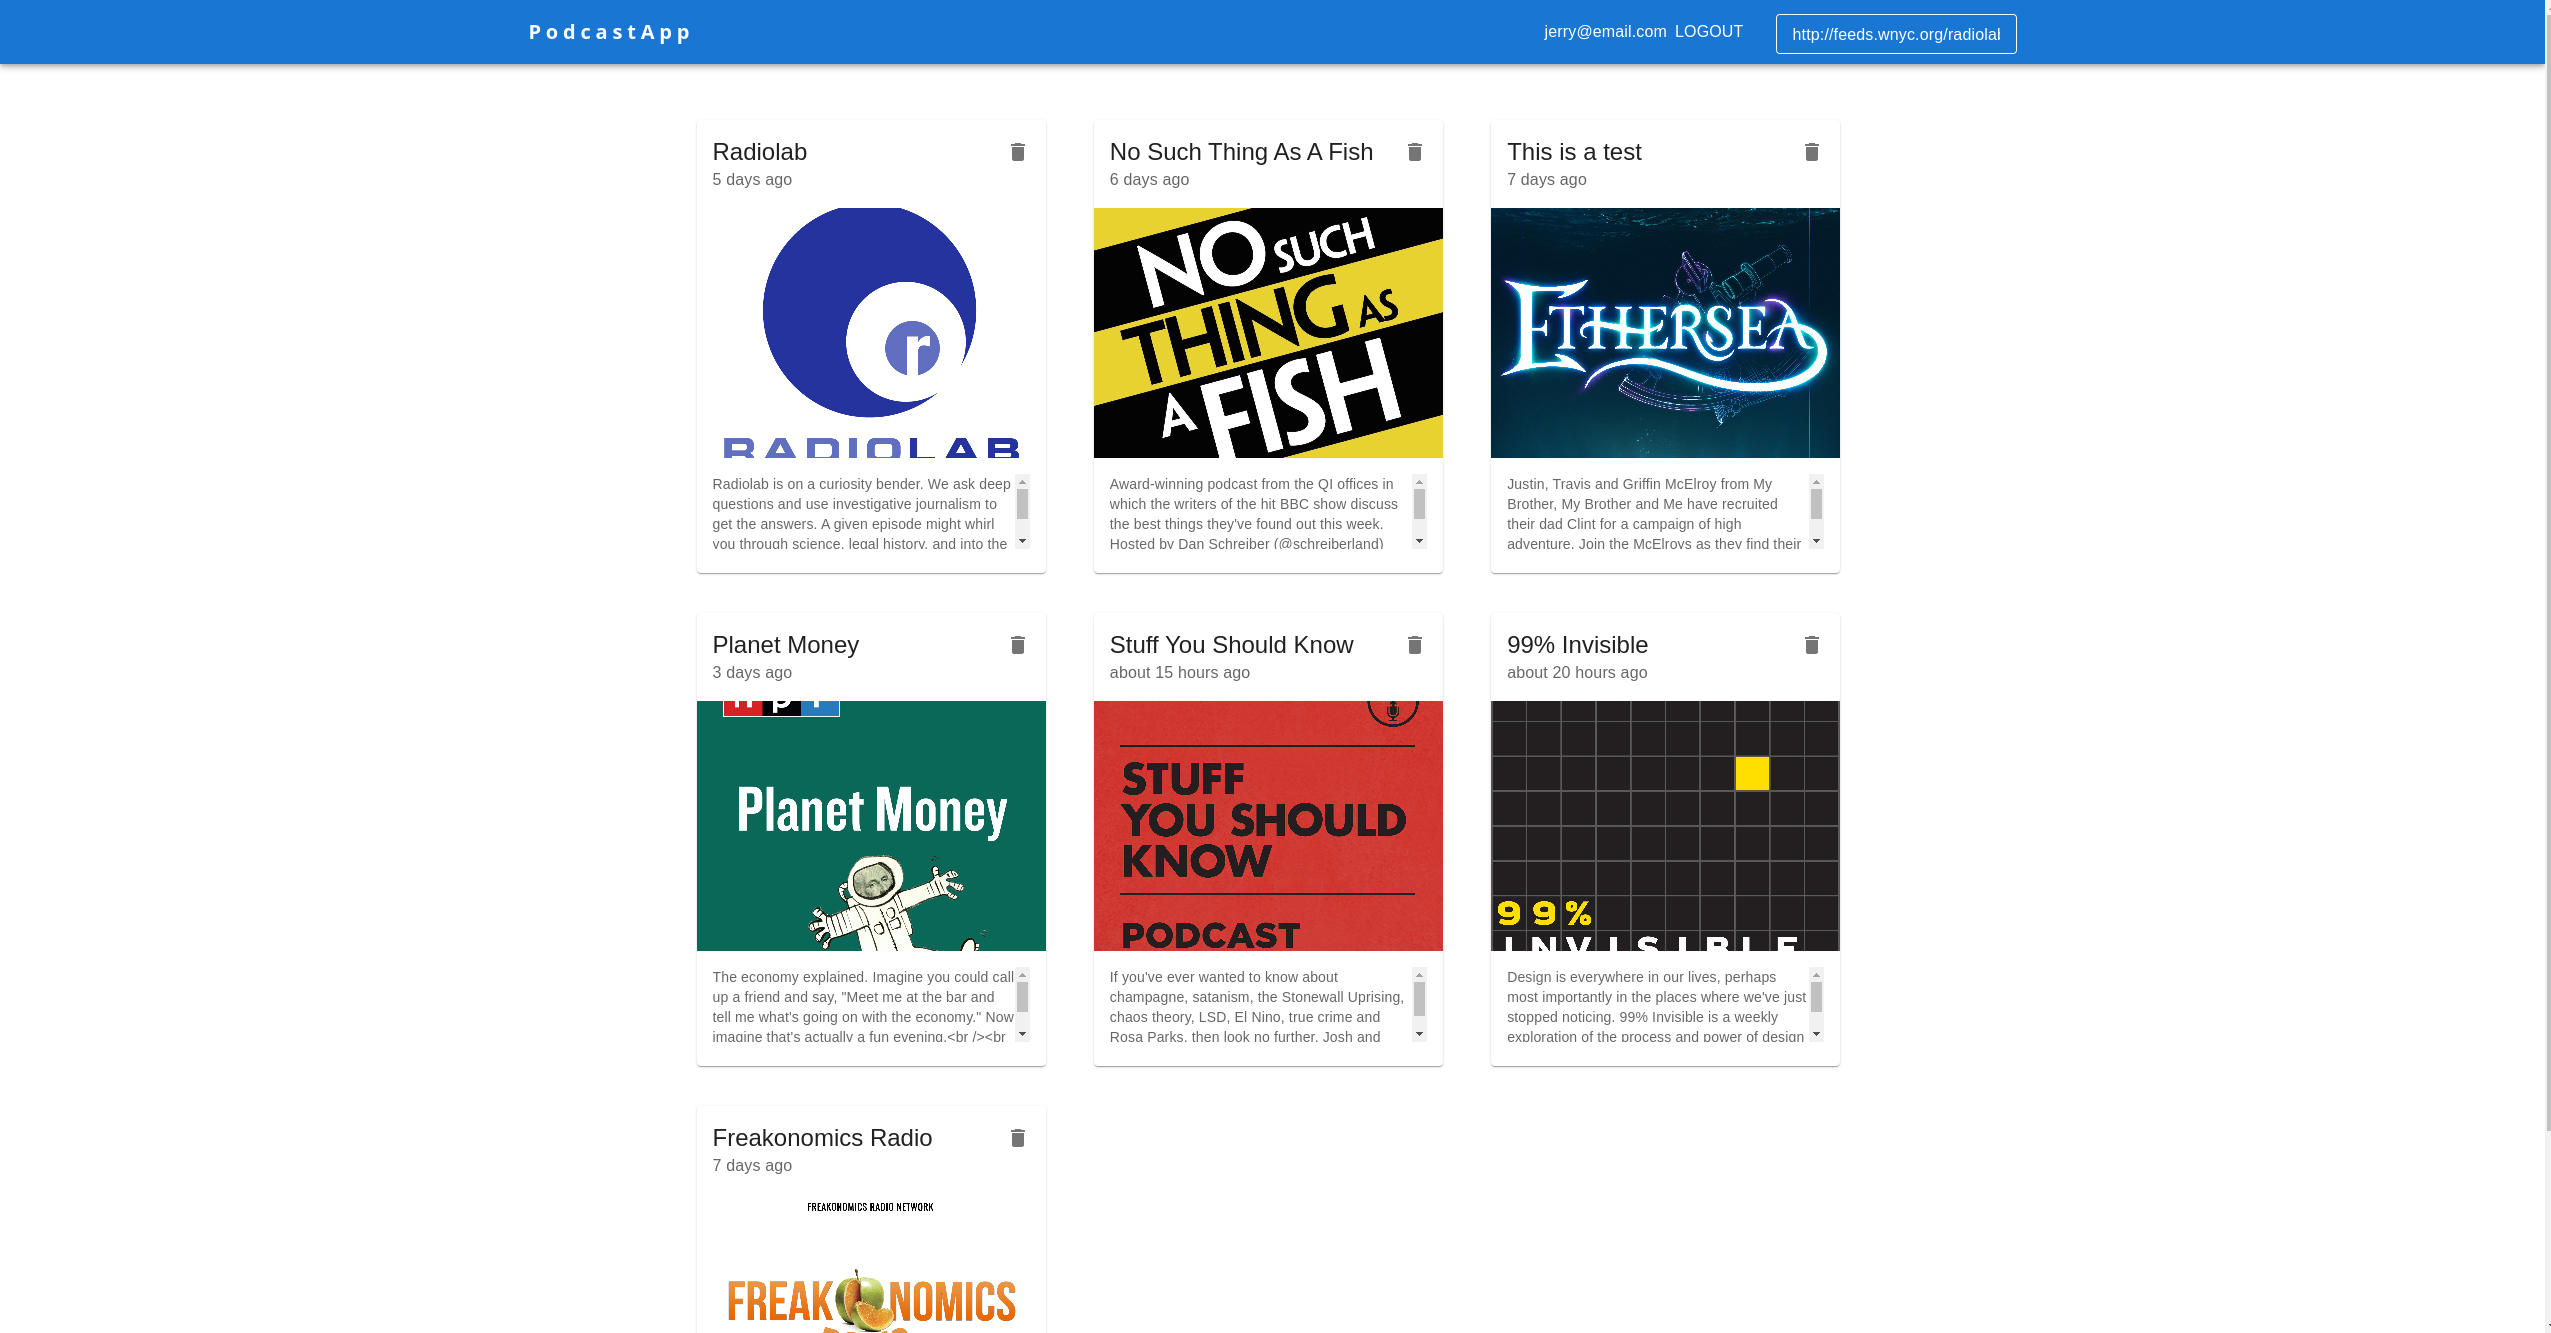 PodcastApp
jerry@email.com LOGOUT
http://feeds.wnyc.org/radiolal
Radiolab
5 days ago
RADIOLAB
Radiolab is on a curiosity bender. We ask deep
questions and use investigative journalism to
get the answers. A given episode might whirl
you through science, legal history, and into the
No Such Thing As A Fish
6 days ago
NO SUCH
THING AS
A FISH
Award-winning podcast from the QI offices in
which the writers of the hit BBC show discuss
the best things they've found out this week.
Hosted by Dan Schreiber (@schreiberland)
This is a test
7 days ago
ETHERSEA
Justin, Travis and Griffin McElroy from My
Brother, My Brother and Me have recruited
their dad Clint for a campaign of high
adventure. Join the McElroys as they find their
Planet Money
3 days ago
npr
Planet Money
The economy explained. Imagine you could call
up a friend and say, "Meet me at the bar and
tell me what's going on with the economy." Now
imagine that's actually a fun evening.<br /><br
Stuff You Should Know
about 15 hours ago
STUFF
YOU SHOULD
KNOW
PODCAST
If you've ever wanted to know about
champagne, satanism, the Stonewall Uprising,
chaos theory, LSD, El Nino, true crime and
Rosa Parks, then look no further. Josh and
99% Invisible
about 20 hours ago
99%
INVISIBLE
Design is everywhere in our lives, perhaps
most importantly in the places where we've just
stopped noticing. 99% Invisible is a weekly
exploration of the process and power of design
Freakonomics Radio
7 days ago
FREAKONOMICS RADIO NETWORK
FREAKONOMICS